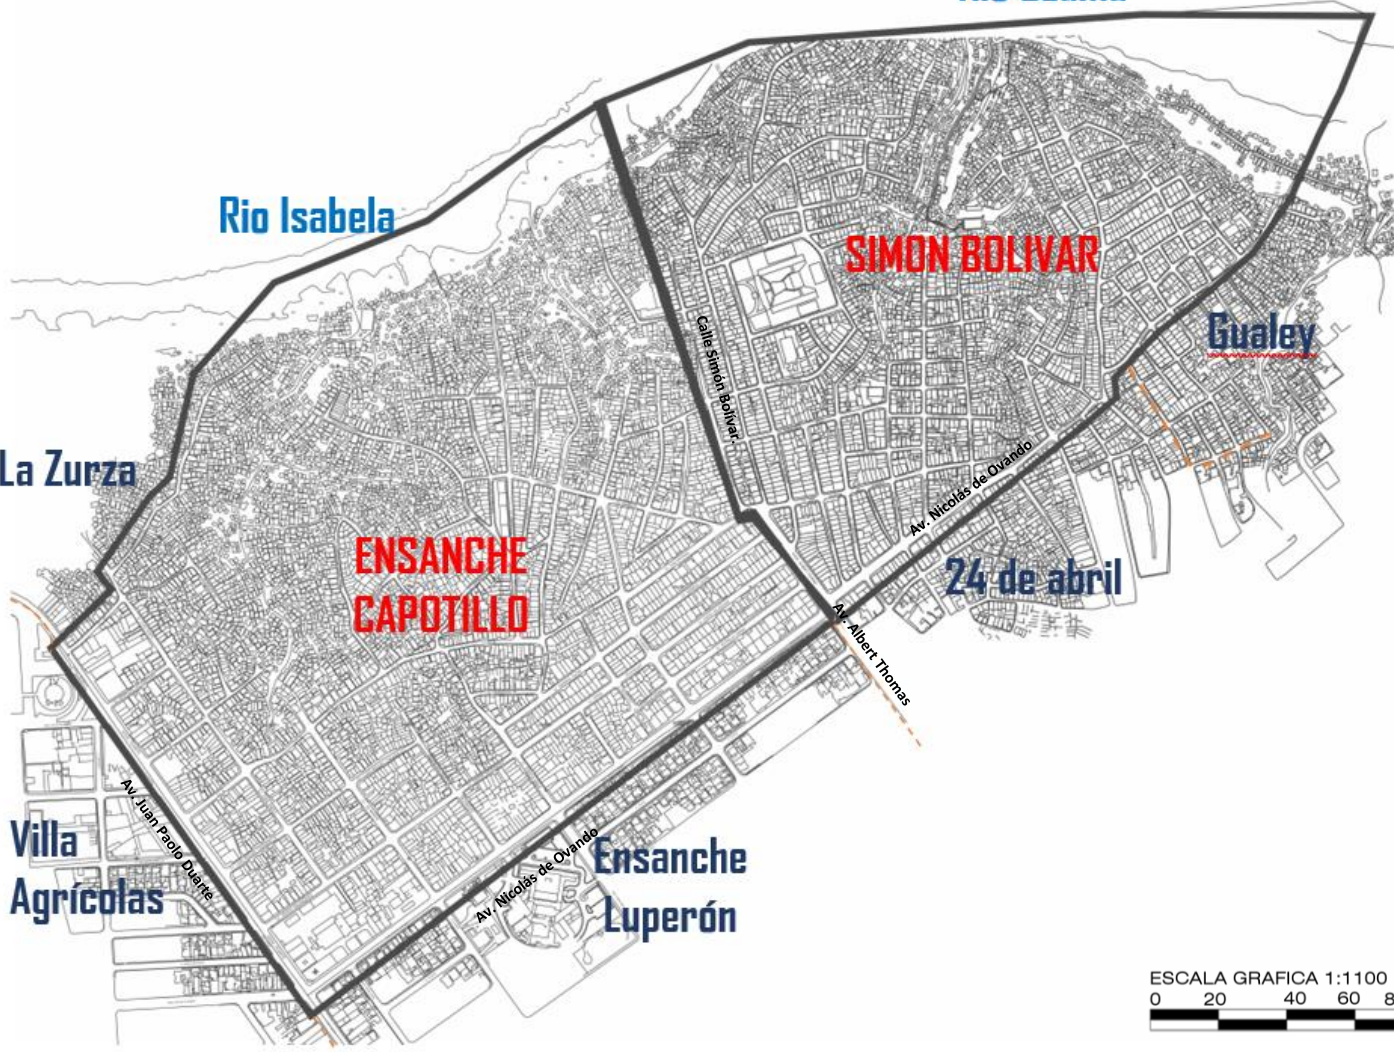 Rio Isabela
SIMON BOLIVAR
Calle Simón Bolívar.
Gualey
La Zurza
Av. Nicolás de Ovando
ENSANCHE
CAPOTILLO
24 de abril
Av. Albert Thomas
Av. Juan Paolo Duarte
Villa
Agrícolas
Av. Nicolás de Ovando
Ensanche
Luperón
ESCALA GRAFICA 1:1100
0 20 40 60 8